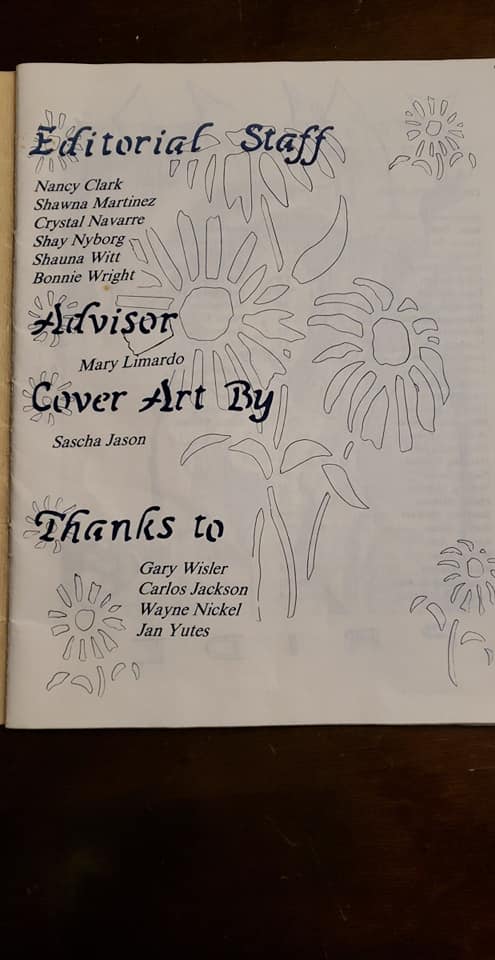 Editorial Staff
Nancy Clark
Shawna Martinez
Crystal Navarre
Shay Nyborg
Shauna Witt
Bonnie Wright
Advisor
Mary Limardo
Cover Art By
Sascha Jason
Thanks to
Gary Wisler
Carlos Jackson
Wayne Nickel
Jan Yutes